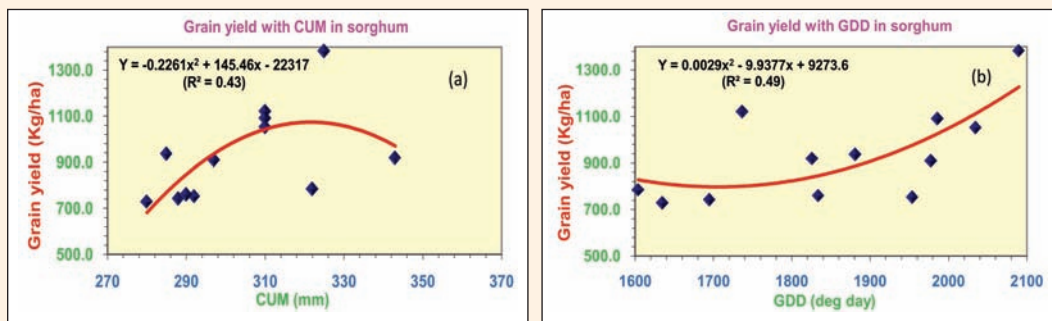 Grain yield with CUM in sorghum
Y = -0.2261x² + 145.46x - 22317
(R² = 0.43)
(a)
Grain yield (Kg/ha)
1300.0
1100.0
900.0
700.0
500.0
270 290 310 330 350 370
CUM (mm)
Grain yield with GDD in sorghum
Y = 0.0029x² - 9.9377x + 9273.6
(R² = 0.49)
(b)
Grain yield (Kg/ha)
1300.0
1100.0
900.0
700.0
500.0
1600 1700 1800 1900 2000 2100
GDD (deg day)